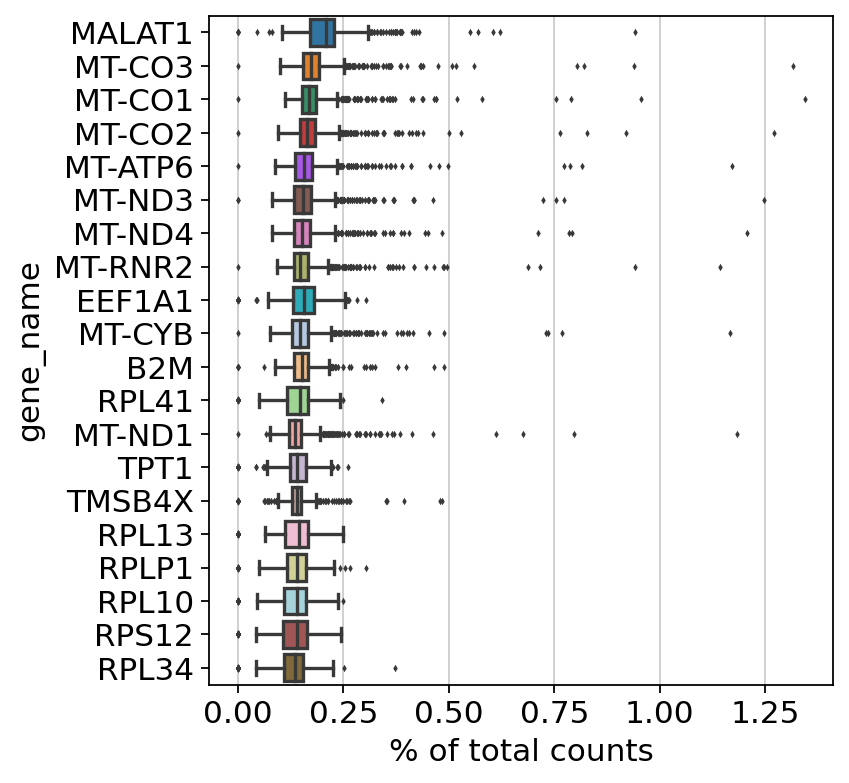 MALAT1
MT-CO3
MT-CO1
MT-CO2
MT-ATP6
MT-ND3
MT-ND4
MT-RNR2
EEF1A1
MT-CYB
B2M
RPL41
MT-ND1
TPT1
TMSB4X
RPL13
RPLP1
RPL10
RPS12
RPL34
gene_name
0.00 0.25 0.50 0.75 1.00 1.25
% of total counts